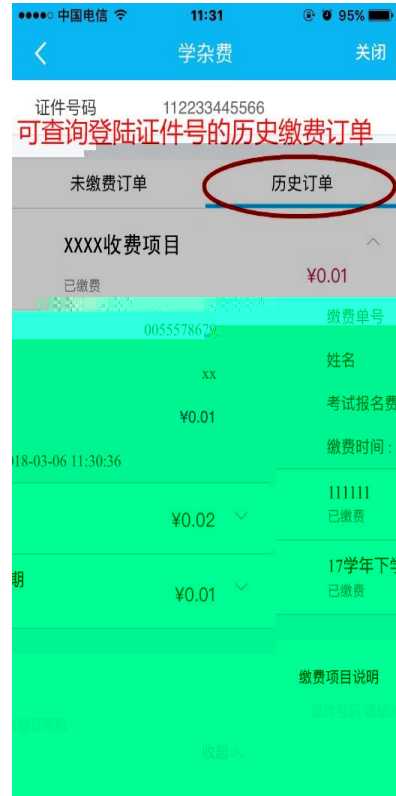 中国电信 11:31 95%
学杂费 关闭
证件号码 112233445566
可查询登陆证件号的历史缴费订单
未缴费订单 历史订单
XXXX收费项目
已缴费 ¥0.01
缴费单号
0055578679
姓名
xx
考试报名费
¥0.01
缴费时间：
18-03-06 11:30:36
111111
已缴费
¥0.02
17学年下学
期
已缴费
¥0.01
缴费项目说明
收起